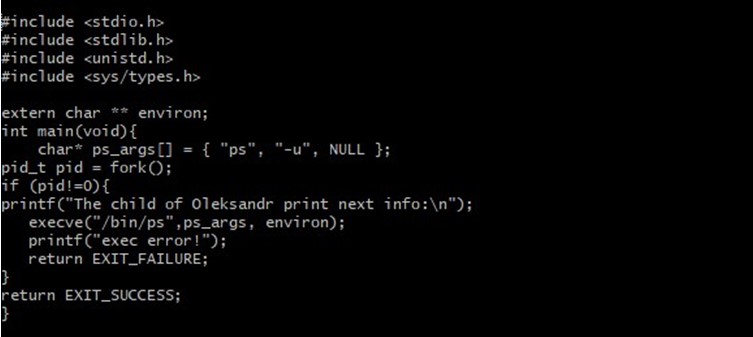 #include <stdio.h>
#include <stdlib.h>
#include <unistd.h>
#include <sys/types.h>
extern char ** environ;
int main(void){
    char* ps_args[] = { "ps", "-u", NULL };
pid_t pid = fork();
if (pid!=0){
printf("The child of Oleksandr print next info:\n");
   execve("/bin/ps",ps_args, environ);
   printf("exec error!");
   return EXIT_FAILURE;
}
return EXIT_SUCCESS;
}